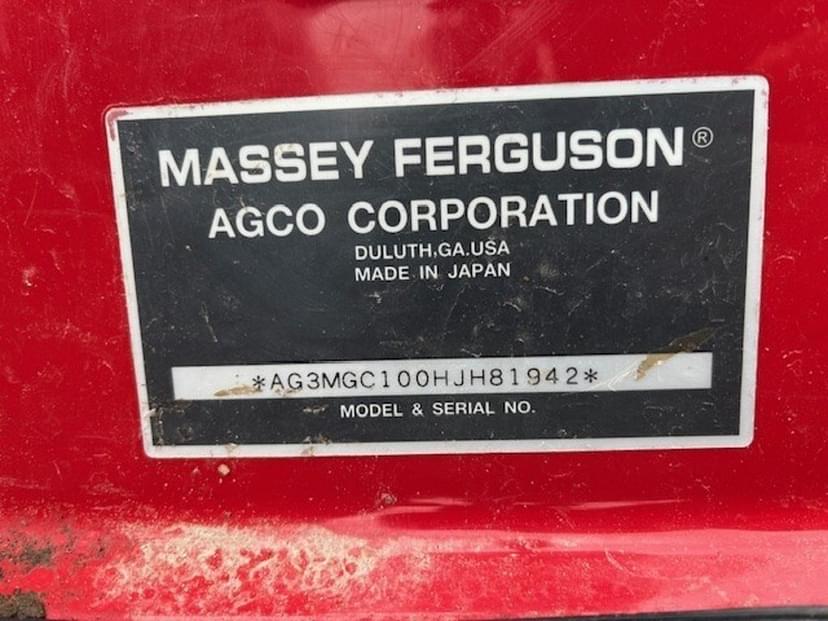 MASSEY FERGUSON®
AGCO CORPORATION
DULUTH,GA.USA
MADE IN JAPAN
*AG3MGC100HJH81942*
MODEL & SERIAL NO.